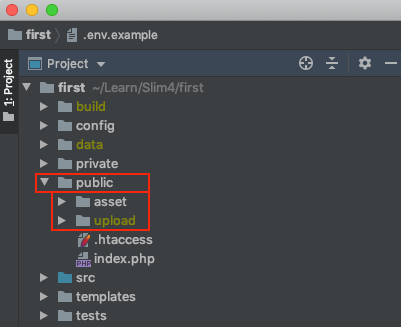 first .env.example
1: Project
Project
first ~/Learn/Slim4/first
build
config
data
private
public
asset
upload
.htaccess
index.php
src
templates
tests